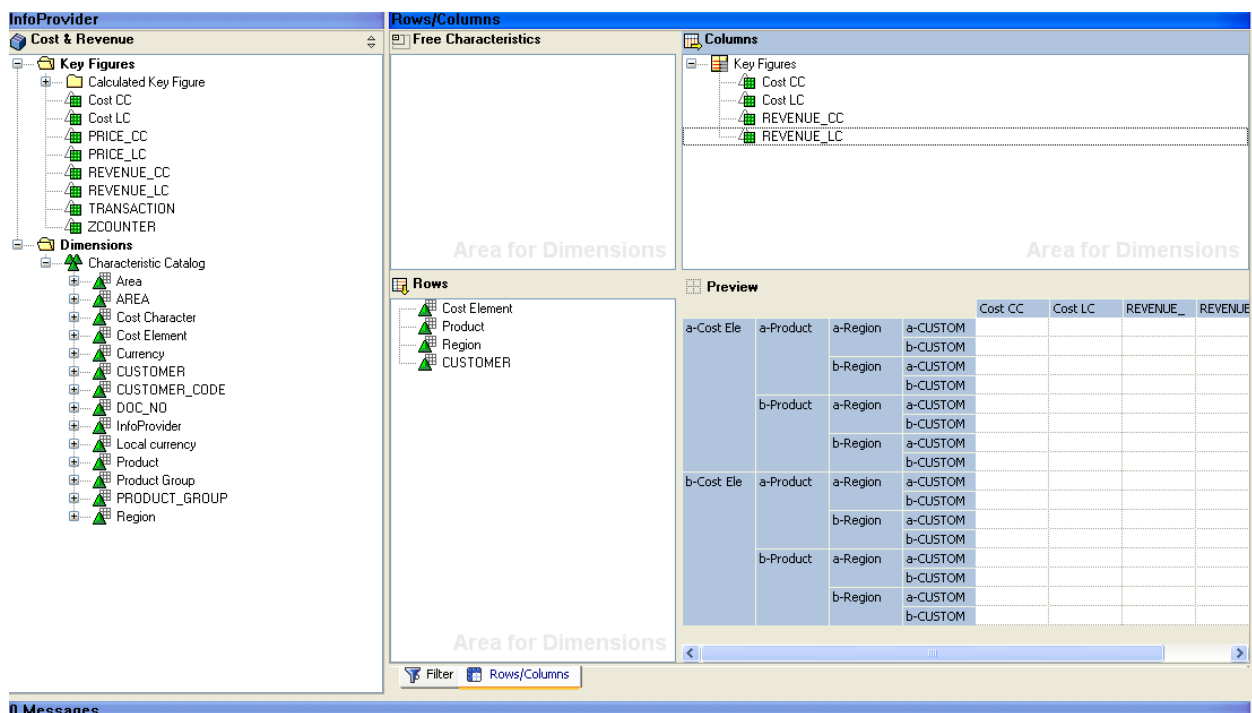 InfoProvider
Cost & Revenue
Key Figures
Calculated Key Figure
Cost CC
Cost LC
PRICE_CC
PRICE_LC
REVENUE_CC
REVENUE_LC
TRANSACTION
ZCOUNTER
Dimensions
Characteristic Catalog
Area
AREA
Cost Character
Cost Element
Currency
CUSTOMER
CUSTOMER_CODE
DOC_NO
InfoProvider
Local currency
Product
Product Group
PRODUCT_GROUP
Region
Rows/Columns
Free Characteristics
Area for Dimensions
Columns
Key Figures
Cost CC
Cost LC
REVENUE_CC
REVENUE_LC
Area for Dimensions
Rows
Cost Element
Product
Region
CUSTOMER
Area for Dimensions
Preview
Cost CC Cost LC REVENUE_ REVENUE
a-Cost Ele a-Product a-Region a-CUSTOM
b-CUSTOM
b-Region a-CUSTOM
b-CUSTOM
b-Product a-Region a-CUSTOM
b-CUSTOM
b-Region a-CUSTOM
b-CUSTOM
b-Cost Ele a-Product a-Region a-CUSTOM
b-CUSTOM
b-Region a-CUSTOM
b-CUSTOM
b-Product a-Region a-CUSTOM
b-CUSTOM
b-Region a-CUSTOM
b-CUSTOM
Filter Rows/Columns
0 Messages